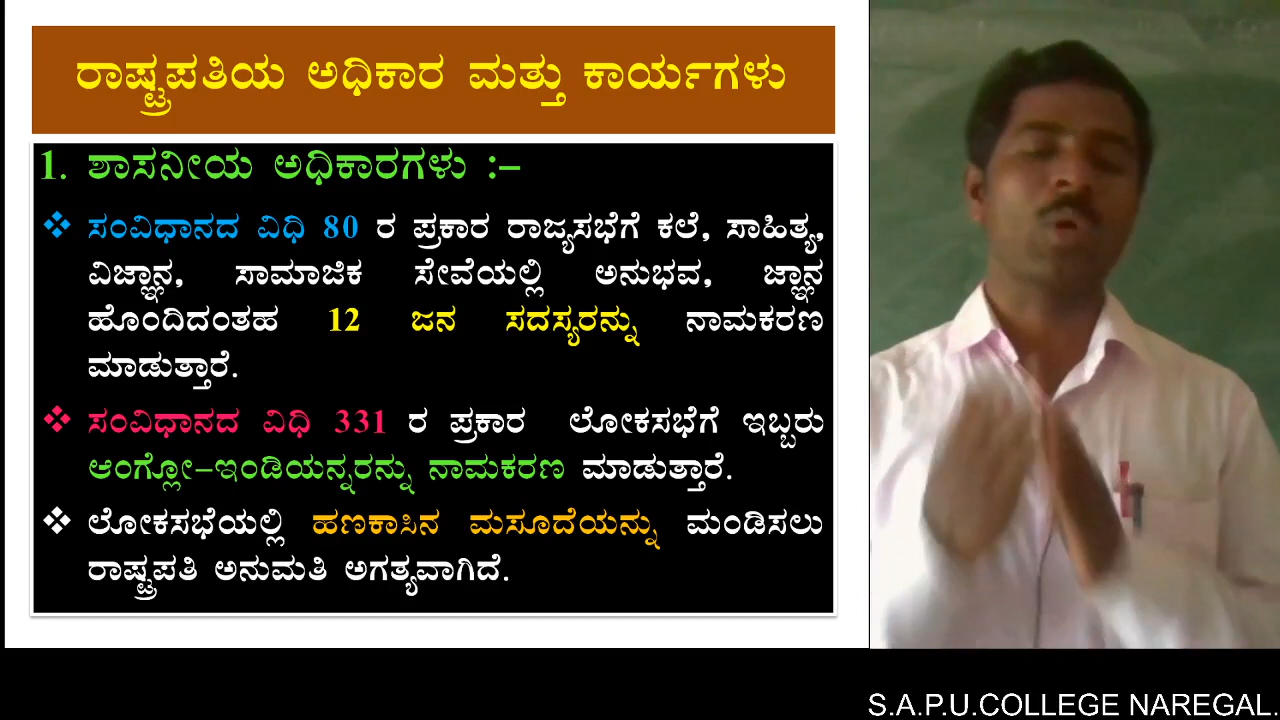 ರಾಷ್ಟ್ರಪತಿಯ ಅಧಿಕಾರ ಮತ್ತು ಕಾರ್ಯಗಳು
1. ಶಾಸನೀಯ ಅಧಿಕಾರಗಳು :–
❖ ಸಂವಿಧಾನದ ವಿಧಿ 80 ರ ಪ್ರಕಾರ ರಾಜ್ಯಸಭೆಗೆ ಕಲೆ, ಸಾಹಿತ್ಯ,
ವಿಜ್ಞಾನ, ಸಾಮಾಜಿಕ ಸೇವೆಯಲ್ಲಿ ಅನುಭವ, ಜ್ಞಾನ
ಹೊಂದಿದಂತಹ 12 ಜನ ಸದಸ್ಯರನ್ನು ನಾಮಕರಣ
ಮಾಡುತ್ತಾರೆ.
❖ ಸಂವಿಧಾನದ ವಿಧಿ 331 ರ ಪ್ರಕಾರ ಲೋಕಸಭೆಗೆ ಇಬ್ಬರು
ಆಂಗ್ಲೋ–ಇಂಡಿಯನ್ನರನ್ನು ನಾಮಕರಣ ಮಾಡುತ್ತಾರೆ.
❖ ಲೋಕಸಭೆಯಲ್ಲಿ ಹಣಕಾಸಿನ ಮಸೂದೆಯನ್ನು ಮಂಡಿಸಲು
ರಾಷ್ಟ್ರಪತಿ ಅನುಮತಿ ಅಗತ್ಯವಾಗಿದೆ.
S.A.P.U.COLLEGE NAREGAL.